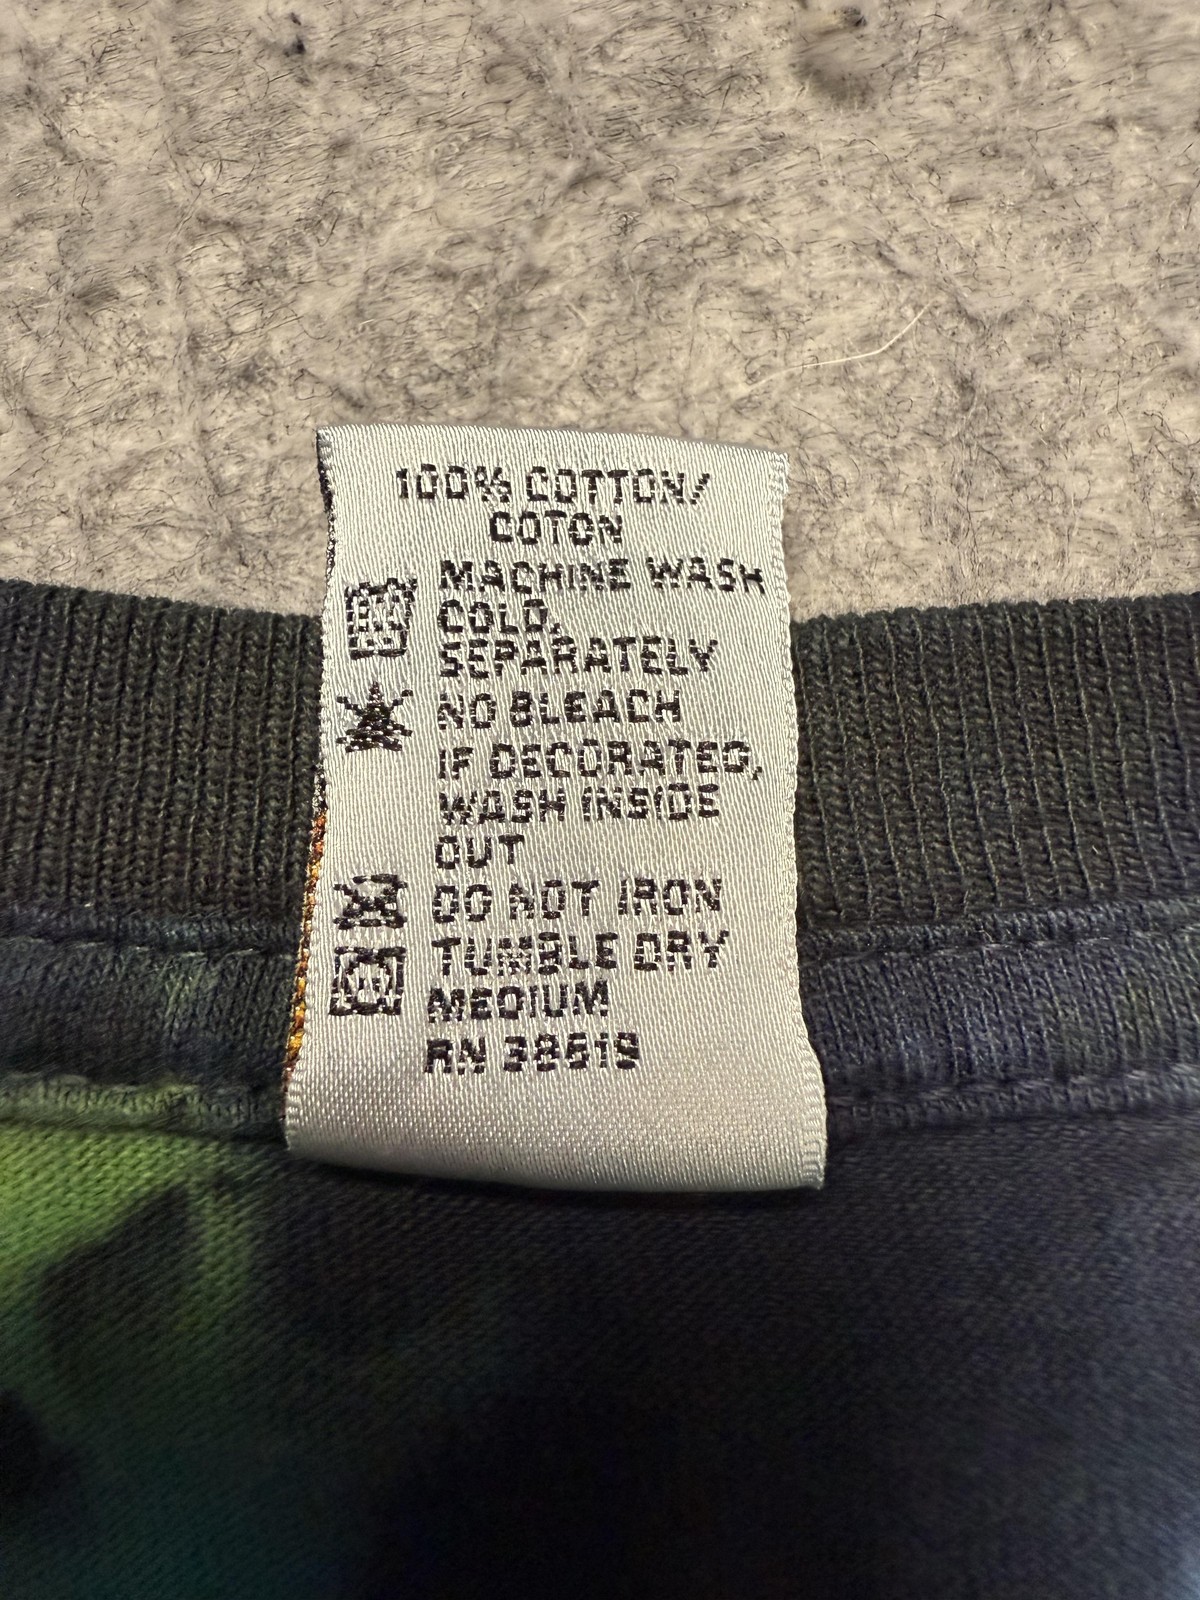 100% COTTON/
COTON
MACHINE WASH
COLD,
SEPARATELY
NO BLEACH
IF DECORATED,
WASH INSIDE
OUT
DO NOT IRON
TUMBLE DRY
MEDIUM
RN